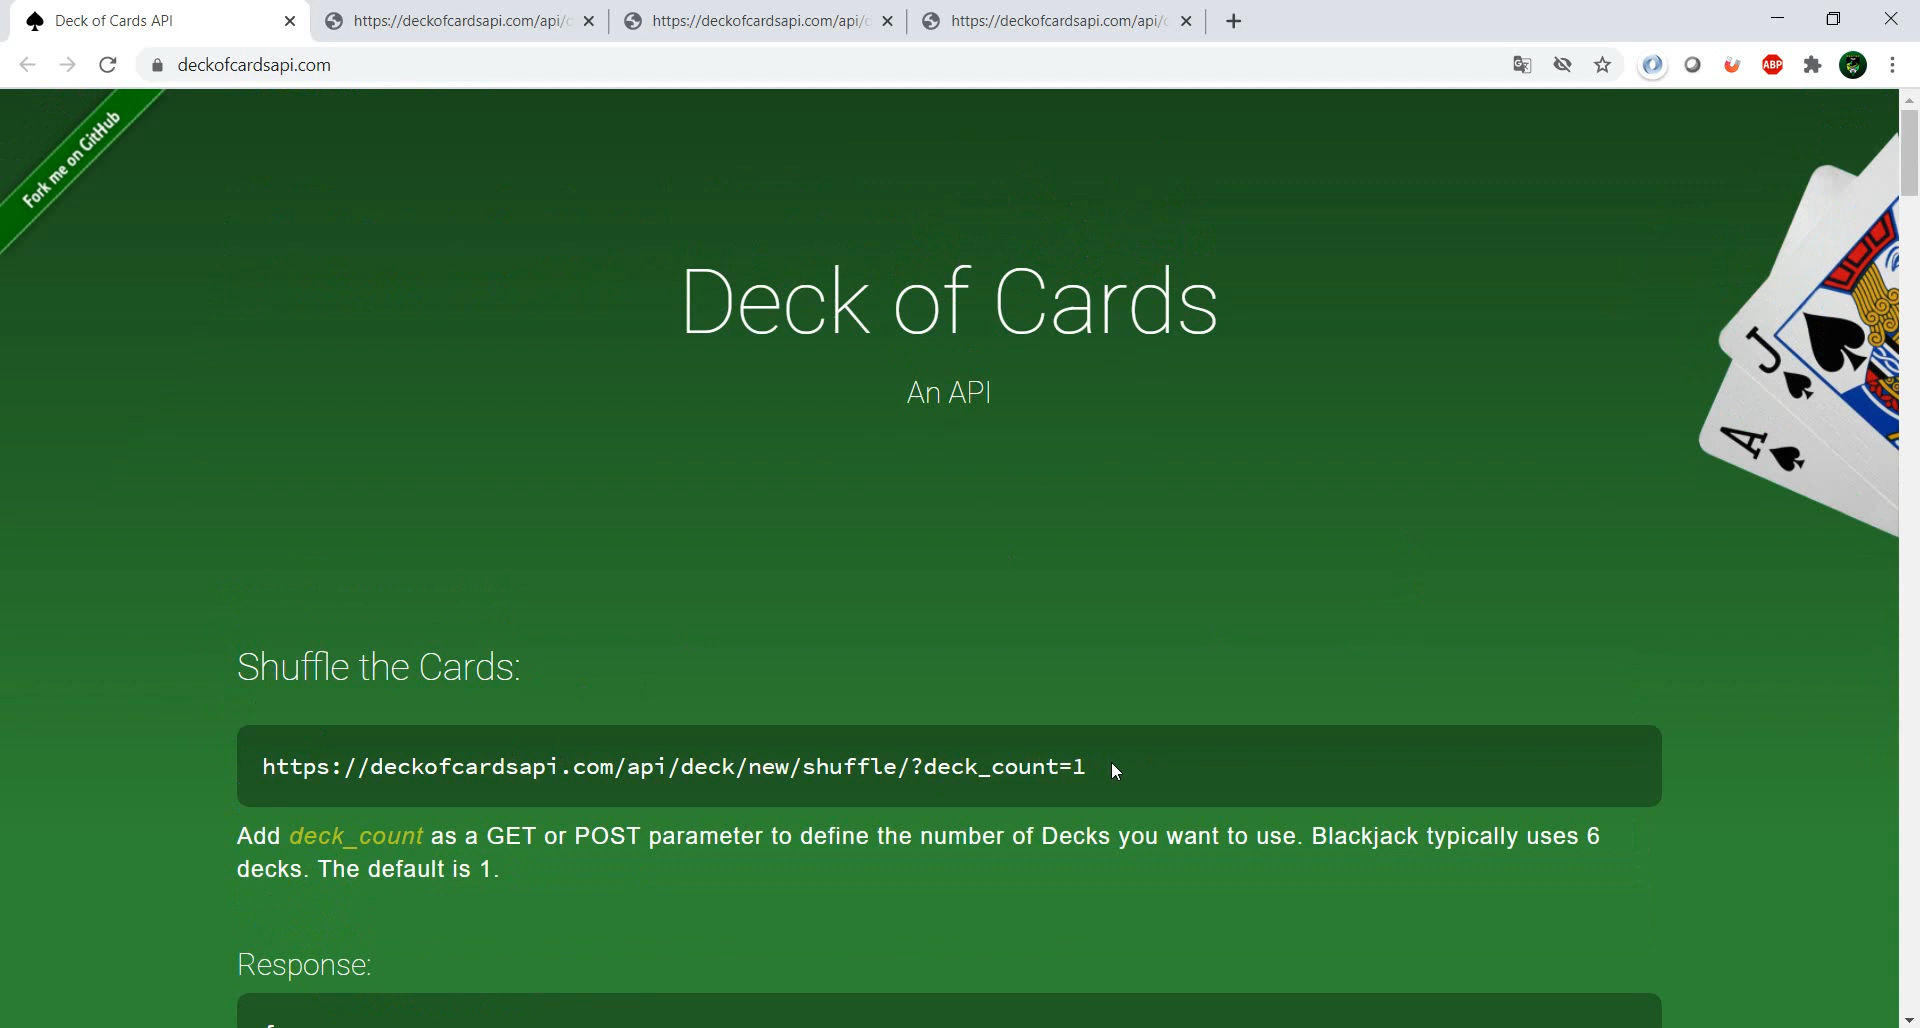 Deck of Cards API
https://deckofcardsapi.com/api/
https://deckofcardsapi.com/api/
https://deckofcardsapi.com/api/
deckofcardsapi.com
ABP
Fork me on GitHub
Deck of Cards
An API
J
A
Shuffle the Cards:
https://deckofcardsapi.com/api/deck/new/shuffle/?deck_count=1
Add deck_count as a GET or POST parameter to define the number of Decks you want to use. Blackjack typically uses 6
decks. The default is 1.
Response: